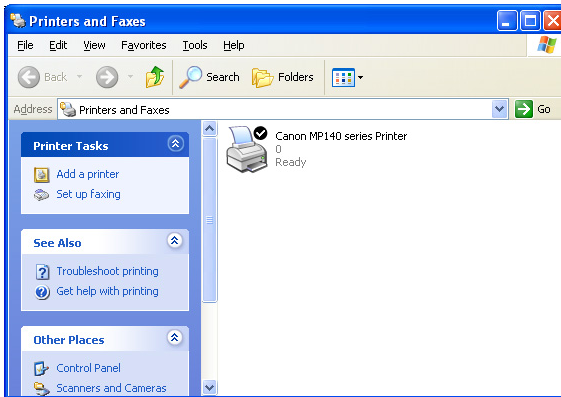 Printers and Faxes
File Edit View Favorites Tools Help
Back Search Folders
Address Printers and Faxes Go
Printer Tasks
Add a printer
Set up faxing
See Also
Troubleshoot printing
Get help with printing
Other Places
Control Panel
Scanners and Cameras
Canon MP140 series Printer
0
Ready